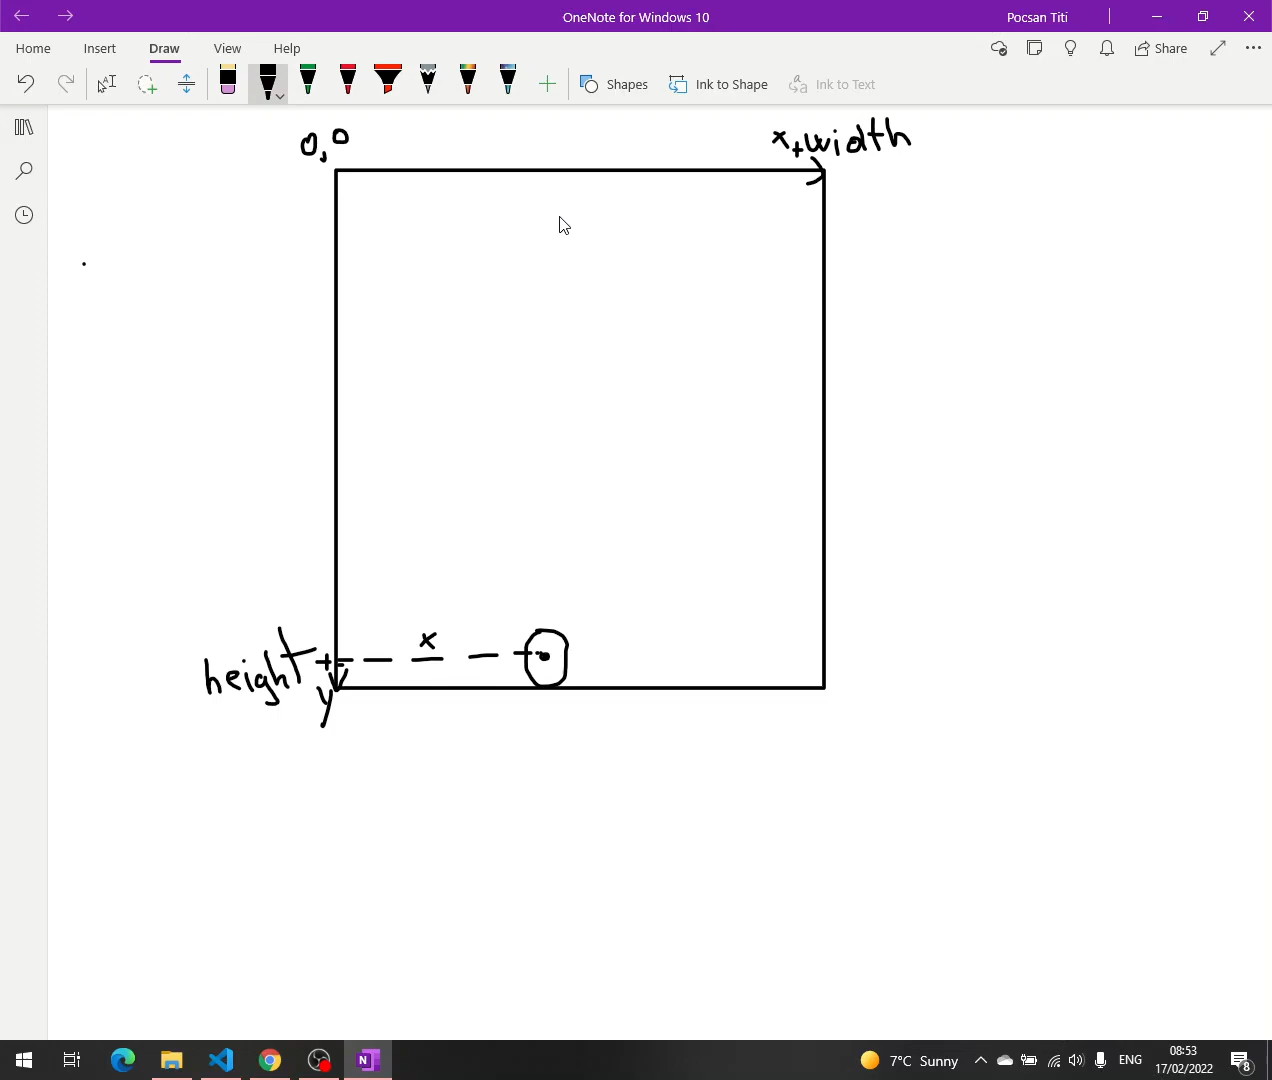 OneNote for Windows 10
Pocsan Titi
Home Insert Draw View Help
Share
Shapes
Ink to Shape
Ink to Text
0,0
x+width
x
height
+
y
N
7°C Sunny
ENG
08:53
17/02/2022
8